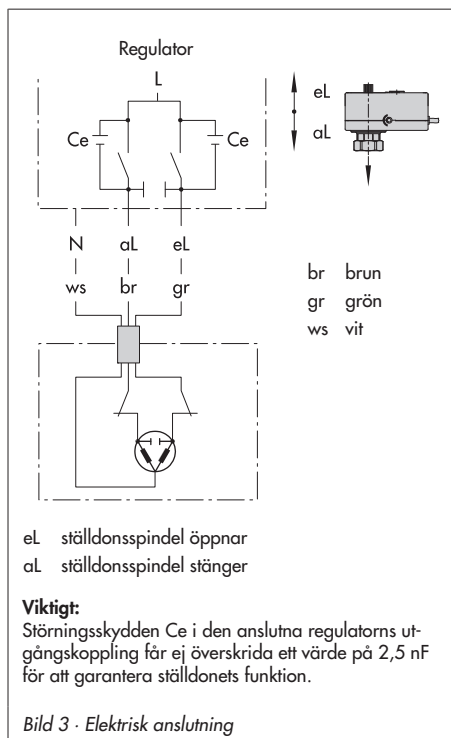 Regulator
L
eL
Ce
Ce
aL
N aL eL
ws br gr
br brun
gr grön
ws vit
eL ställdonsspindel öppnar
aL ställdonsspindel stänger
Viktigt:
Störningsskydden Ce i den anslutna regulatorns ut-
gångskoppling får ej överskrida ett värde på 2,5 nF
för att garantera ställdonets funktion.
Bild 3 · Elektrisk anslutning